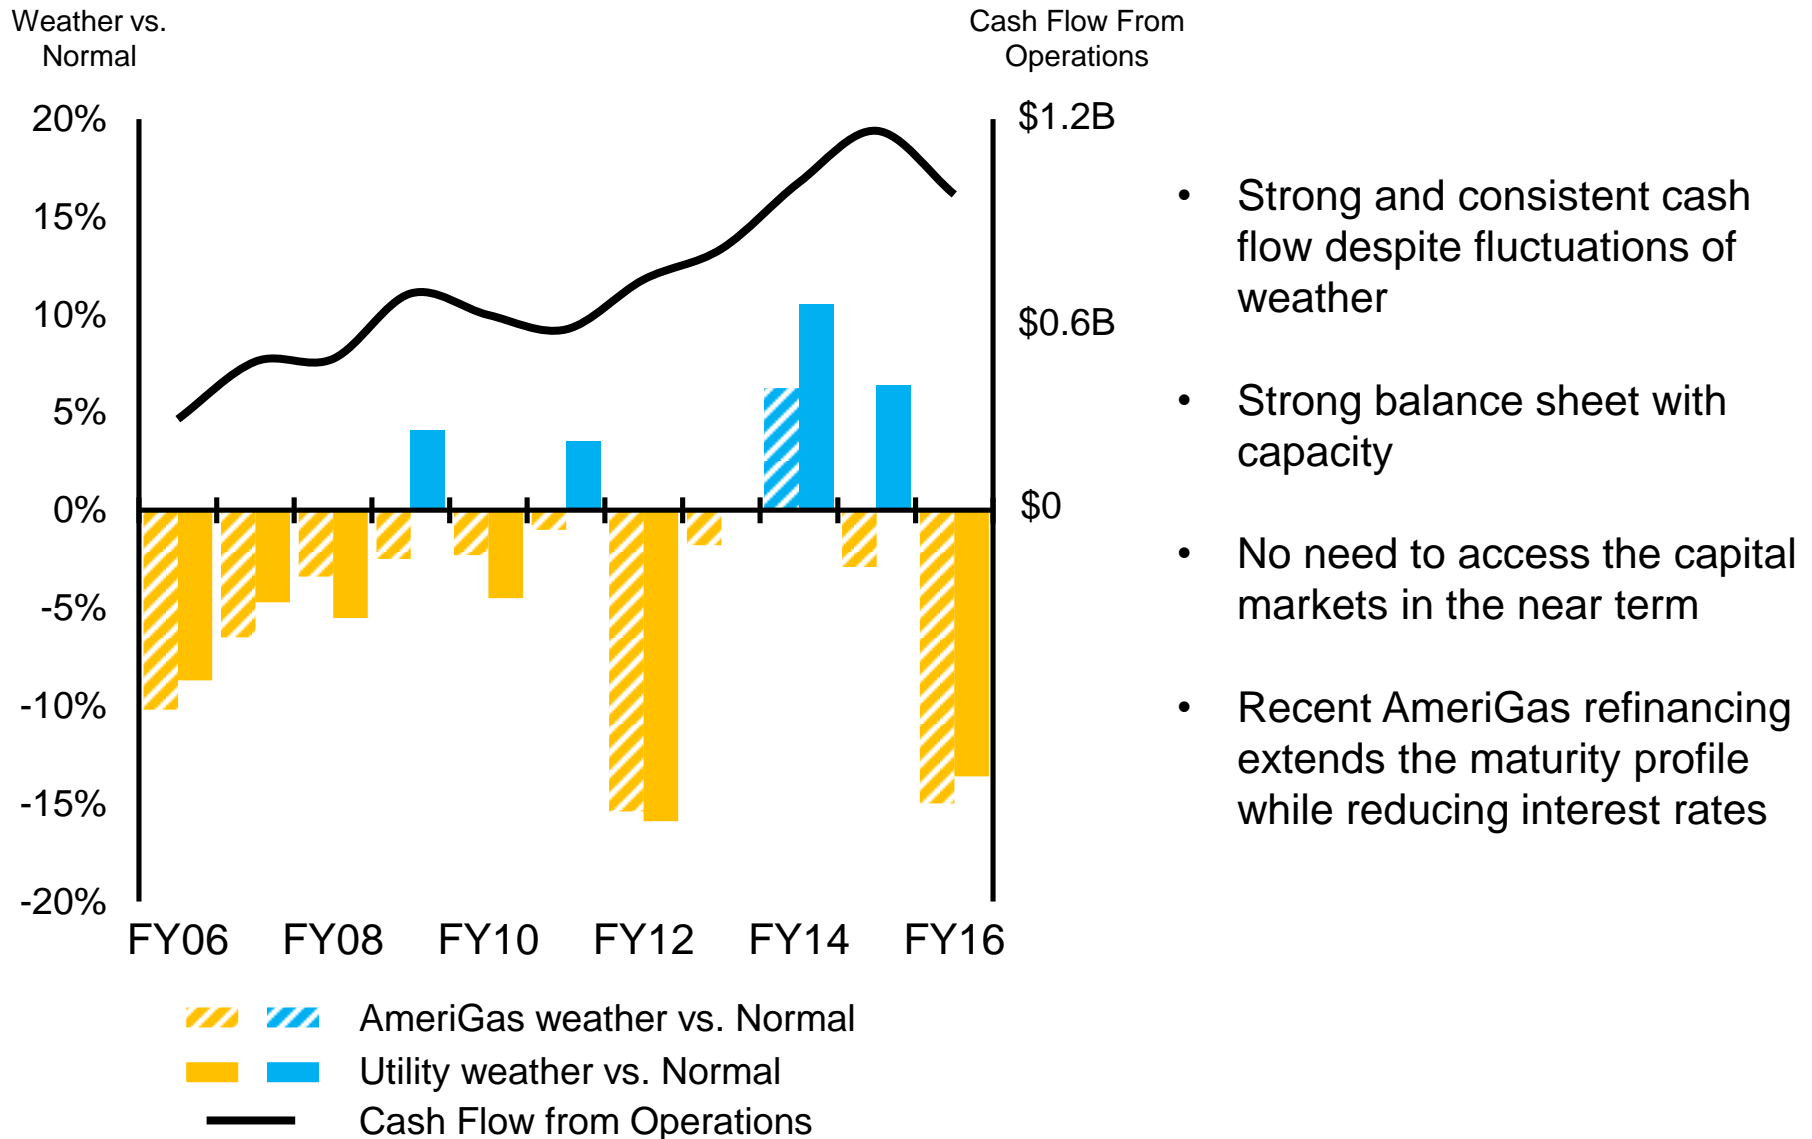 Weather vs.
Normal
Cash Flow From
Operations
20%
15%
10%
5%
0%
-5%
-10%
-15%
-20%
$1.2B
$0.6B
$0
FY06
FY08
FY10
FY12
FY14
FY16
AmeriGas weather vs. Normal
Utility weather vs. Normal
Cash Flow from Operations
• Strong and consistent cash
flow despite fluctuations of
weather
• Strong balance sheet with
capacity
• No need to access the capital
markets in the near term
• Recent AmeriGas refinancing
extends the maturity profile
while reducing interest rates